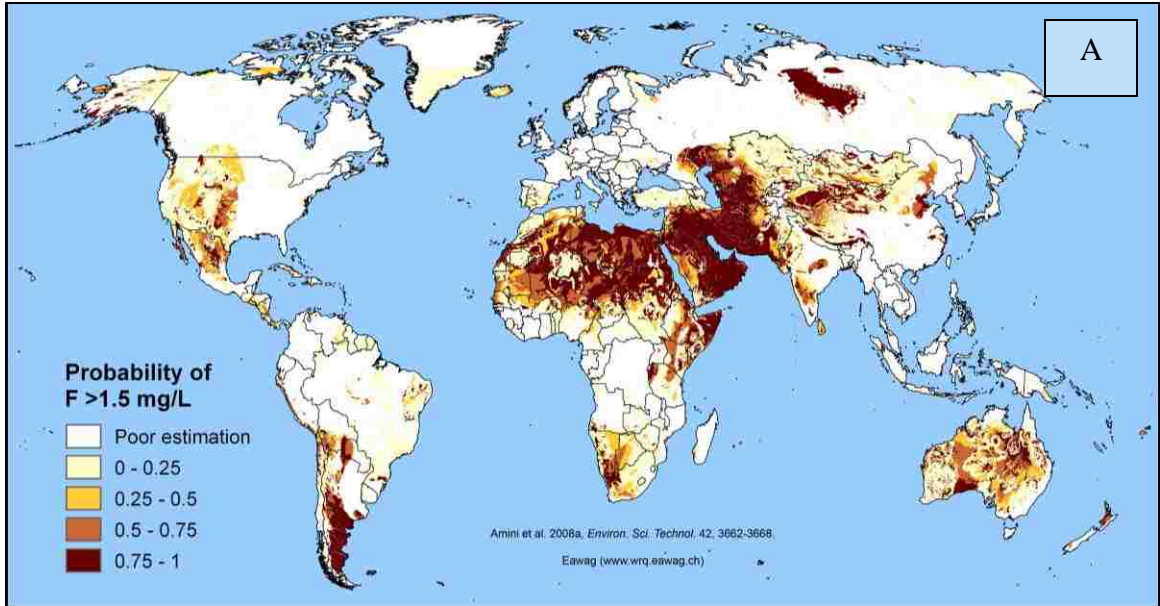 A
Probability of
F >1.5 mg/L
Poor estimation
0 - 0.25
0.25 - 0.5
0.5 - 0.75
0.75 - 1
Amini et al. 2008a, Environ. Sci. Technol. 42, 3662-3668.
Eawag (www.wrq.eawag.ch)